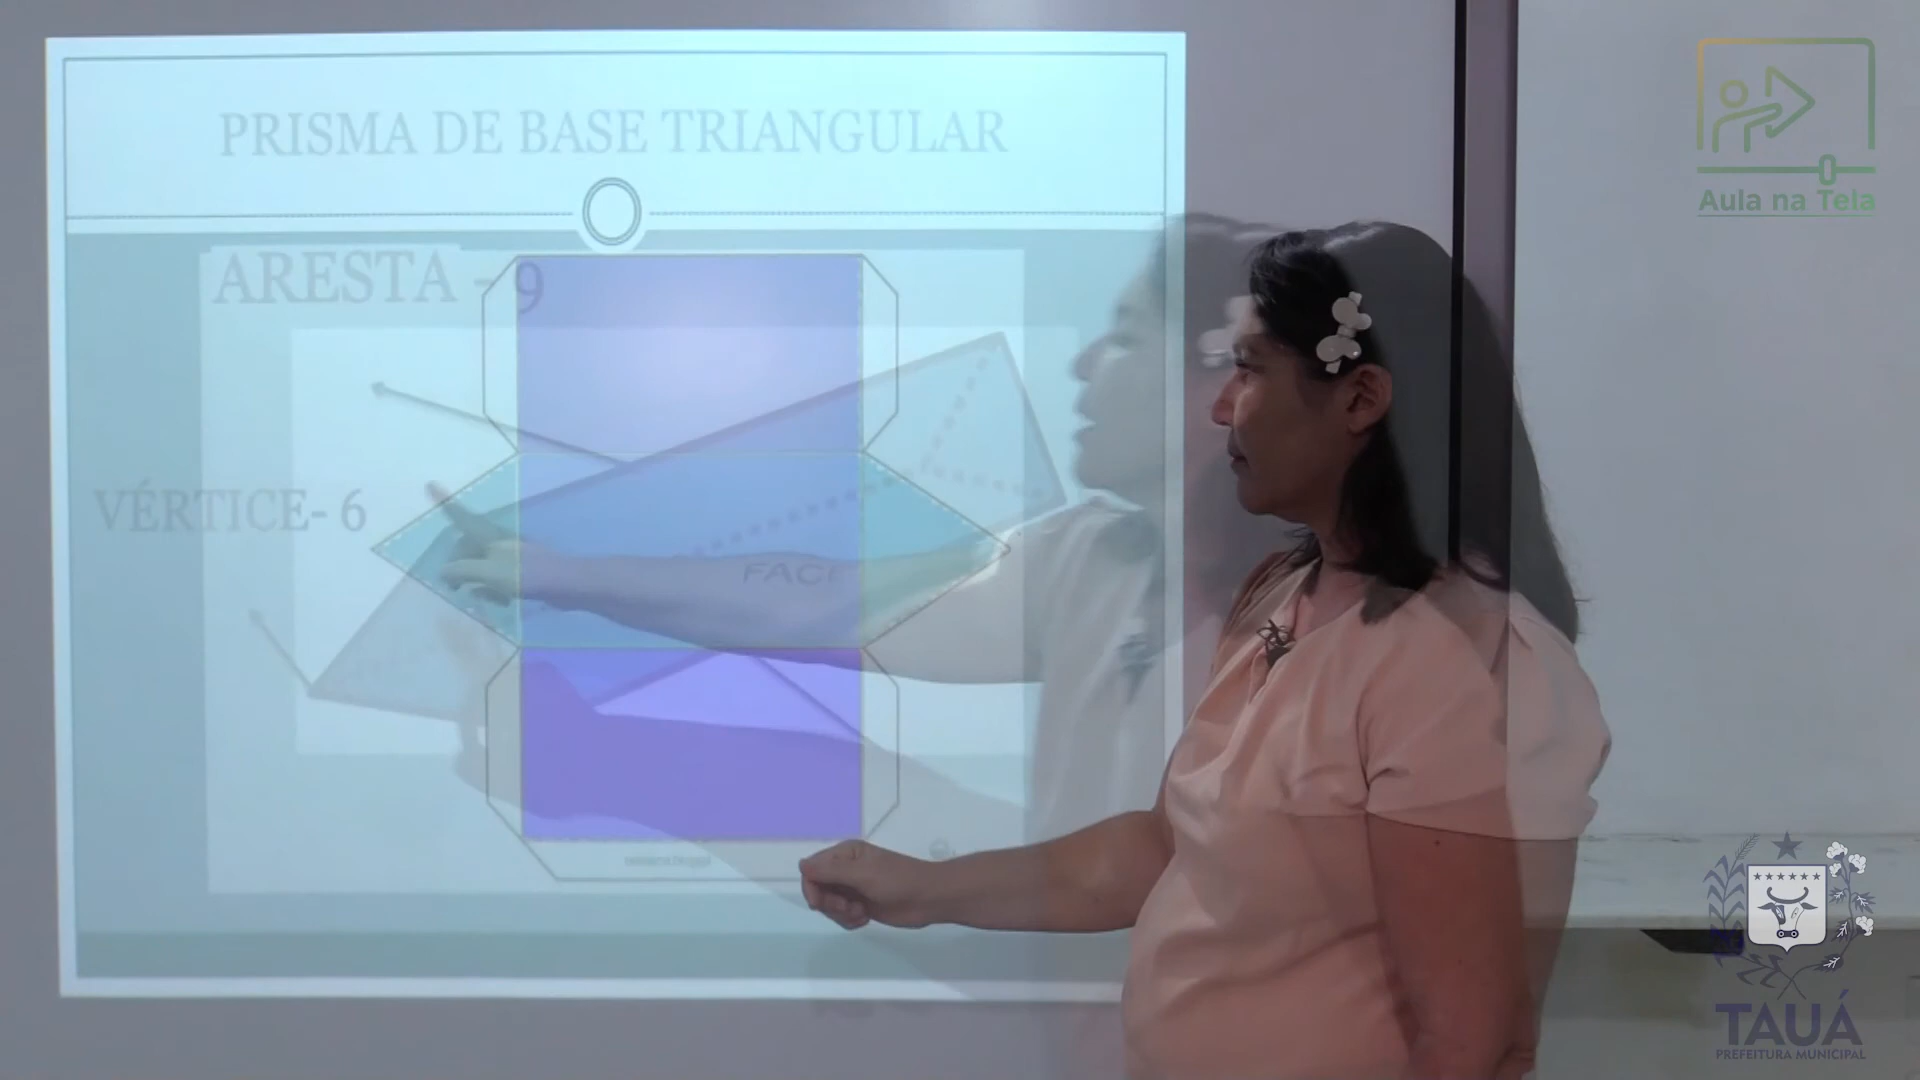 PRISMA DE BASE TRIANGULAR
ARESTA - 9
VÉRTICE- 6
FACE
Aula na Tela
TAUÁ
PREFEITURA MUNICIPAL